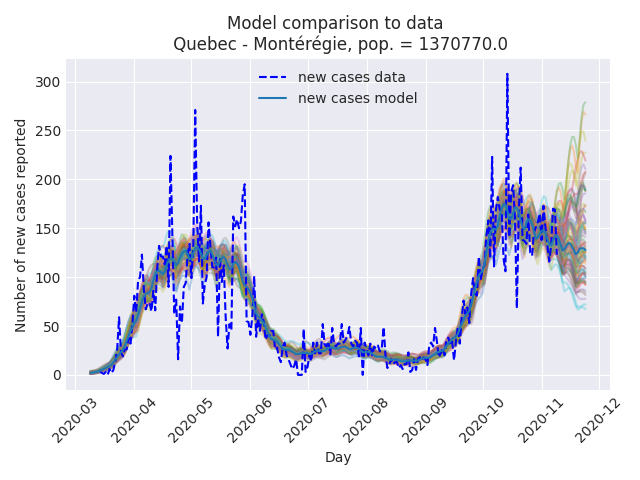 Model comparison to data
Quebec - Montérégie, pop. = 1370770.0
new cases data
new cases model
Number of new cases reported
300
250
200
150
100
50
0
2020-03
2020-04
2020-05
2020-06
2020-07
2020-08
2020-09
2020-10
2020-11
2020-12
Day